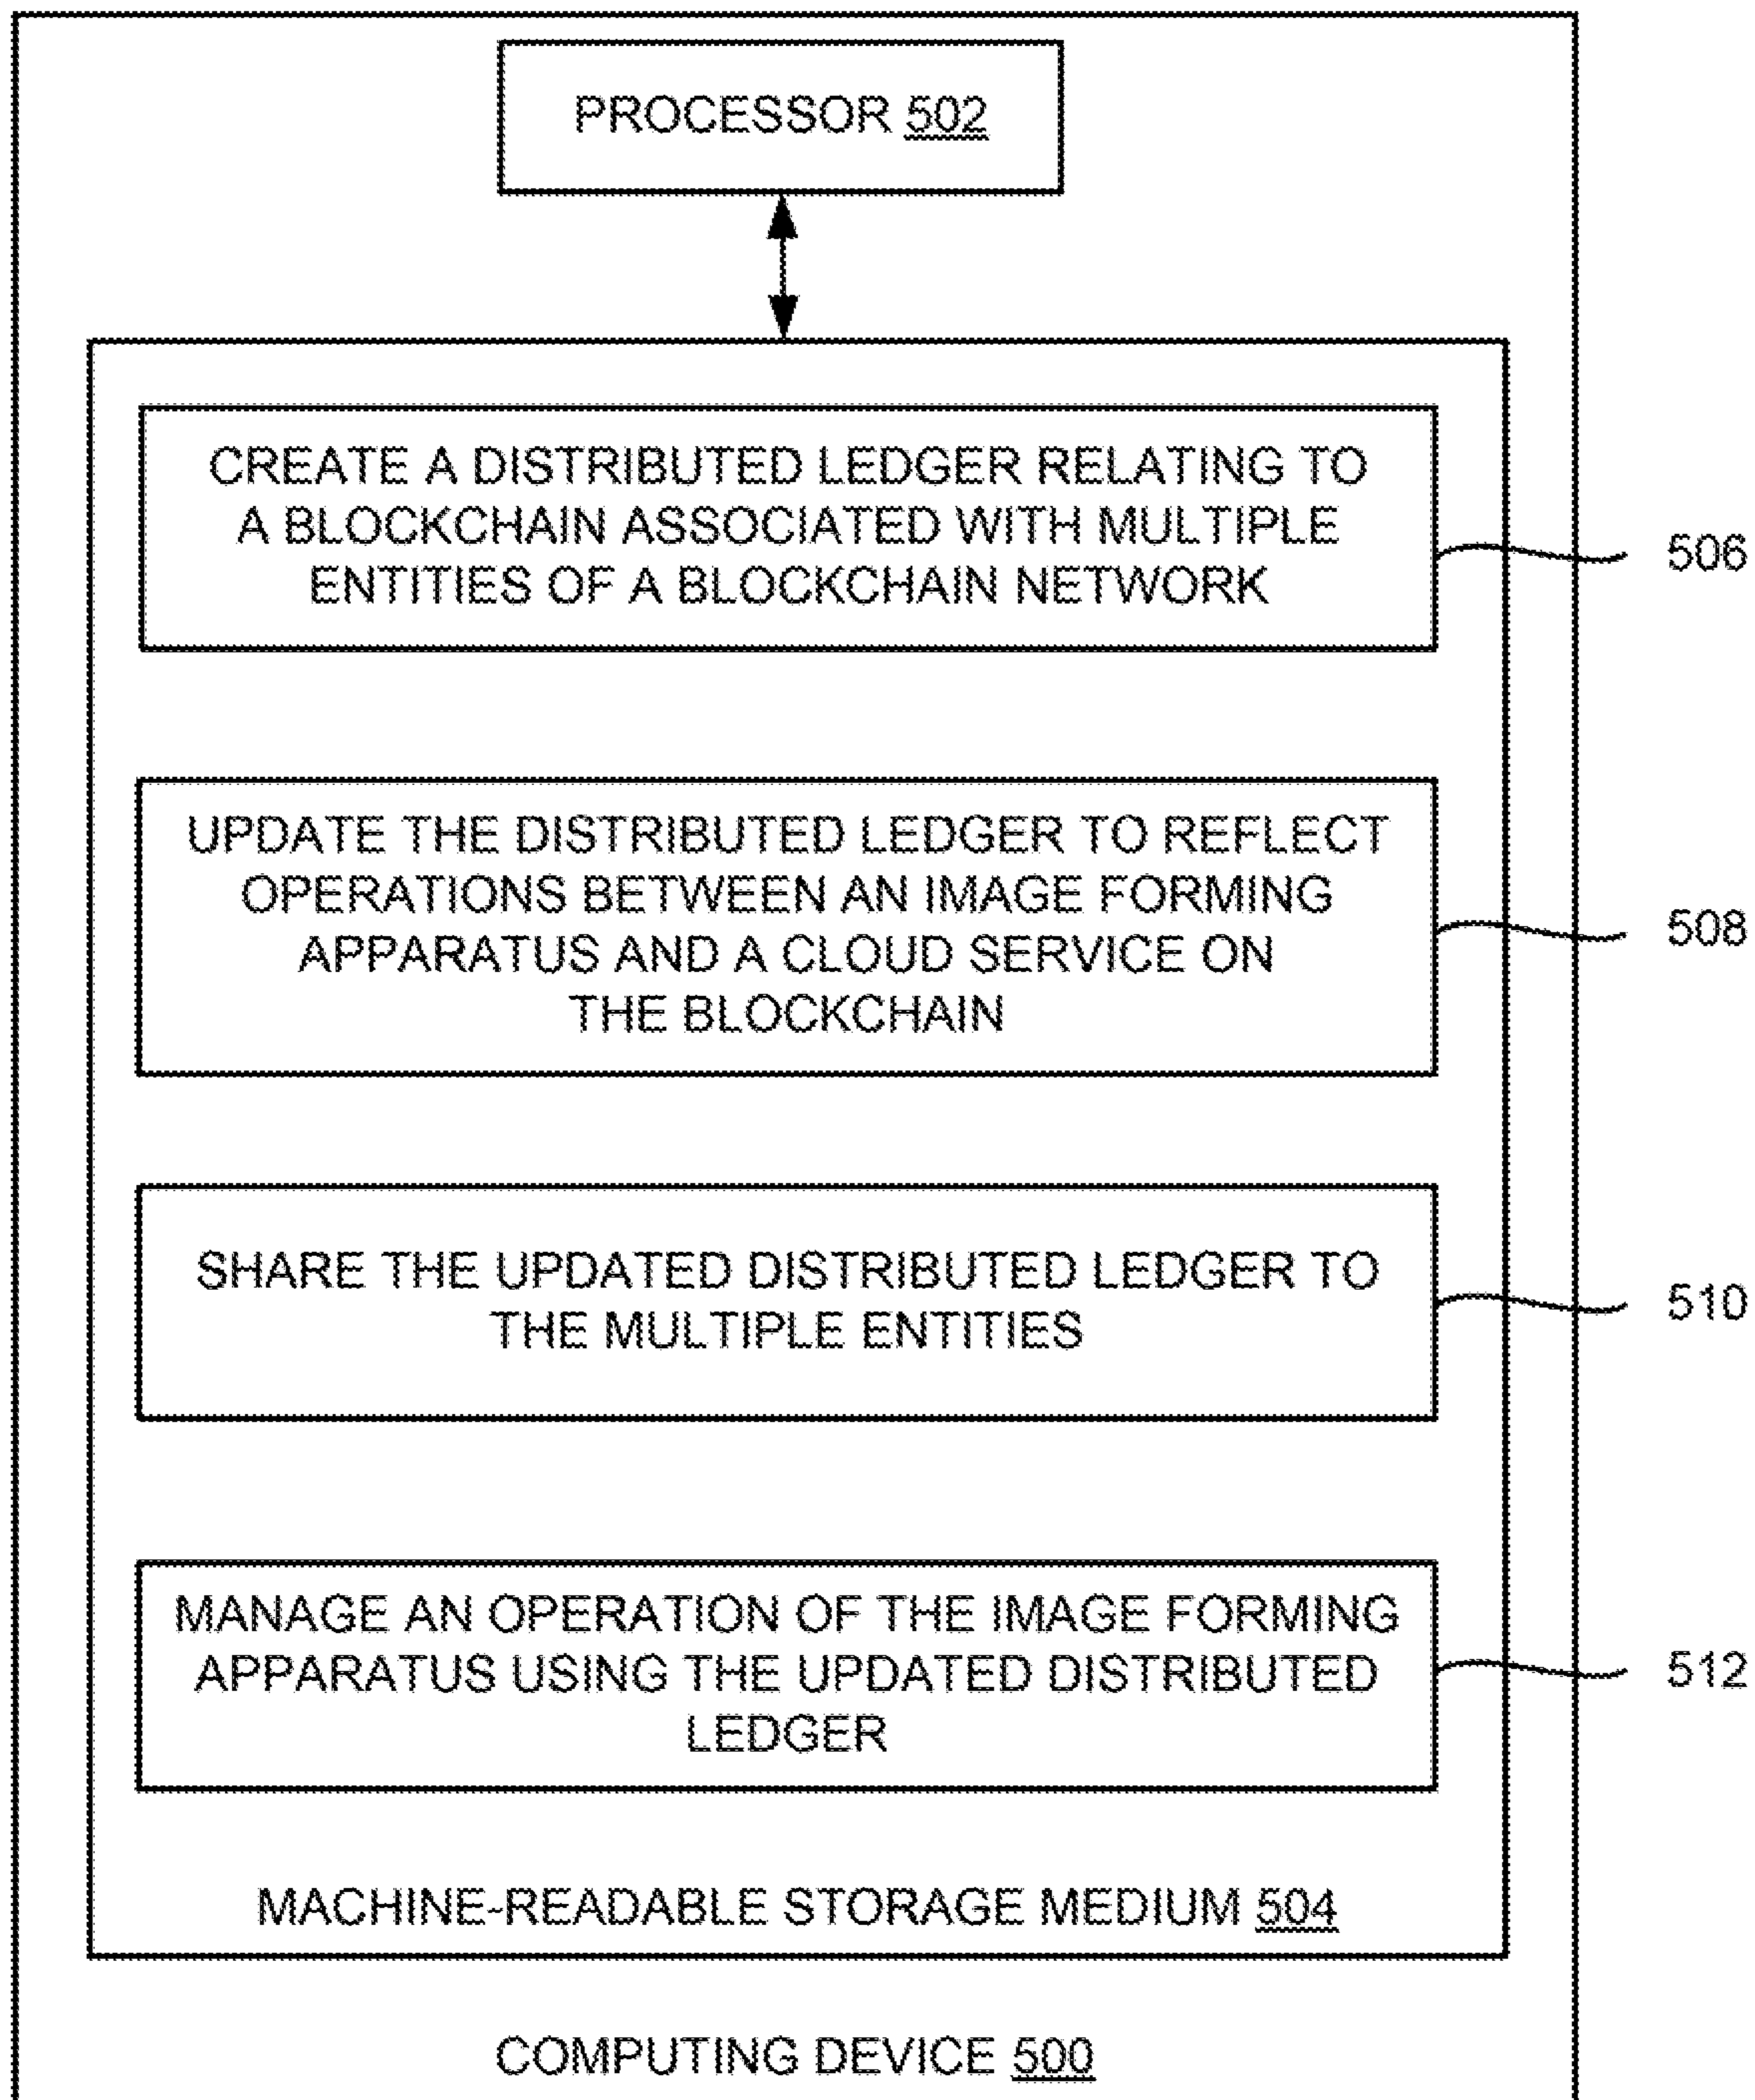 PROCESSOR 502
CREATE A DISTRIBUTED LEDGER RELATING TO
A BLOCKCHAIN ASSOCIATED WITH MULTIPLE
ENTITIES OF A BLOCKCHAIN NETWORK
506
UPDATE THE DISTRIBUTED LEDGER TO REFLECT
OPERATIONS BETWEEN AN IMAGE FORMING
APPARATUS AND A CLOUD SERVICE ON
THE BLOCKCHAIN
508
SHARE THE UPDATED DISTRIBUTED LEDGER TO
THE MULTIPLE ENTITIES
510
MANAGE AN OPERATION OF THE IMAGE FORMING
APPARATUS USING THE UPDATED DISTRIBUTED
LEDGER
512
MACHINE-READABLE STORAGE MEDIUM 504
COMPUTING DEVICE 500